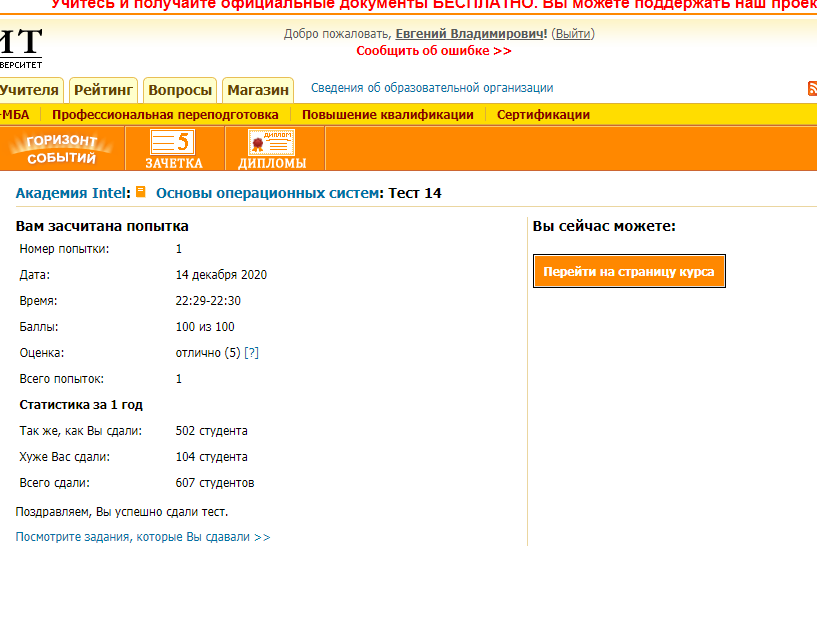 Учитесь и получайте официальные документы БЕСПЛАТНО. Вы можете поддержать наш проек
ИТ
ВЕРСИТЕТ
Добро пожаловать, Евгений Владимирович! (Выйти)
Сообщить об ошибке >>
Учителя Рейтинг Вопросы Магазин Сведения об образовательной организации
-МБА Профессиональная переподготовка Повышение квалификации Сертификации
ГОРИЗОНТ
СОБЫТИЙ
5
ЗАЧЕТКА
ДИПЛОМ
ДИПЛОМЫ
Академия Intel: Основы операционных систем: Тест 14
Вам засчитана попытка
Номер попытки: 1
Дата: 14 декабря 2020
Время: 22:29-22:30
Баллы: 100 из 100
Оценка: отлично (5) [?]
Всего попыток: 1
Статистика за 1 год
Так же, как Вы сдали: 502 студента
Хуже Вас сдали: 104 студента
Всего сдали: 607 студентов
Поздравляем, Вы успешно сдали тест.
Посмотрите задания, которые Вы сдавали >>
Вы сейчас можете:
Перейти на страницу курса